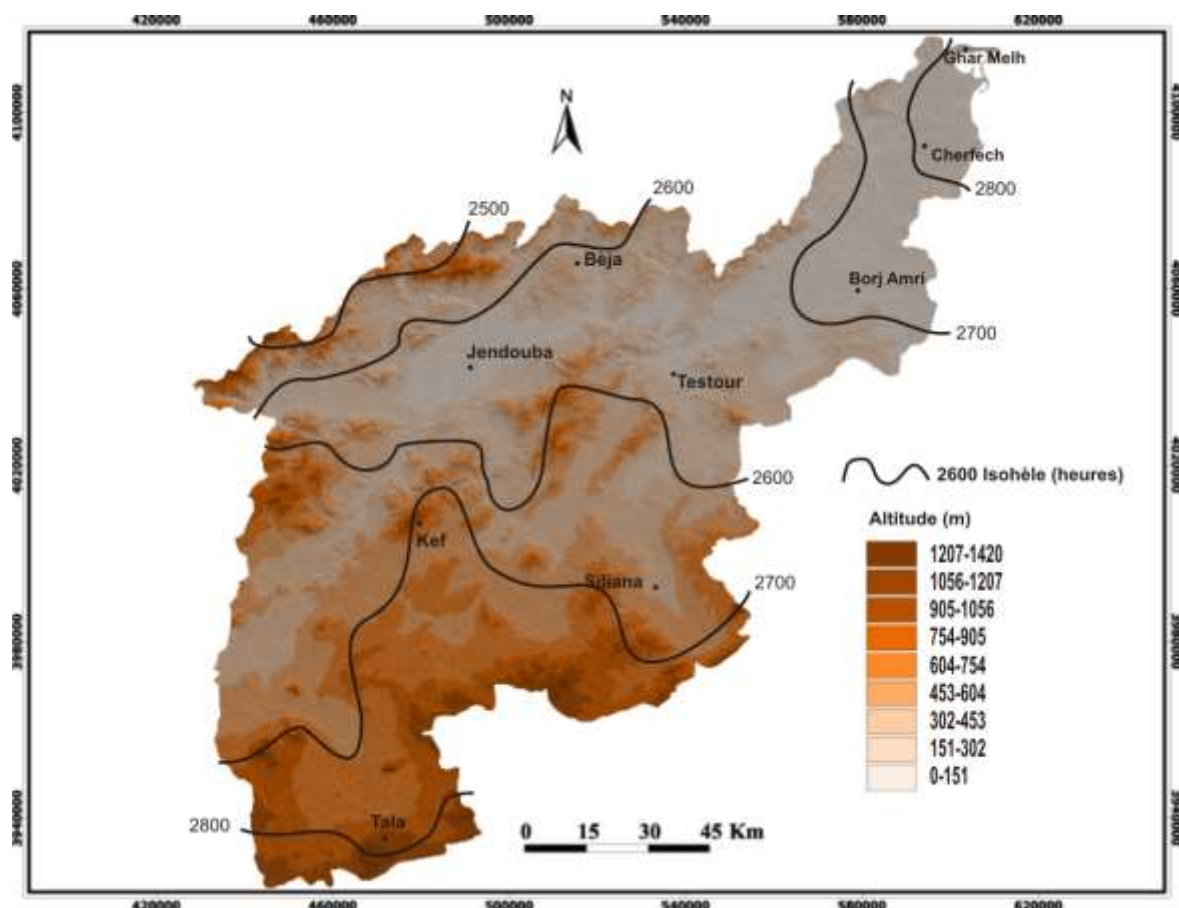 420000 460000 500000 540000 580000 620000
4100000 4100000
4060000 4060000
4020000 4020000
3980000 3980000
3940000 3940000
N
Ghar Melh
Cherfech
2800
2600
2500
Beja
Borj Amri
2700
Jendouba
Testour
2600
2600 Isohèle (heures)
Kef
Siliana
2700
Altitude (m)
1207-1420
1056-1207
905-1056
754-905
604-754
453-604
302-453
151-302
0-151
2800
Tala
0 15 30 45 Km
420000 460000 500000 540000 580000 620000